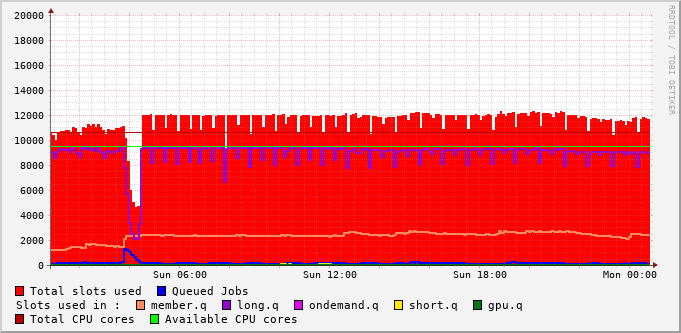 RRDTOOL / TOBI OETIKER
20000
18000
16000
14000
12000
10000
8000
6000
4000
2000
0
Sun 06:00 Sun 12:00 Sun 18:00 Mon 00:00
Total slots used Queued Jobs
Slots used in : member.q long.q ondemand.q short.q gpu.q
Total CPU cores Available CPU cores